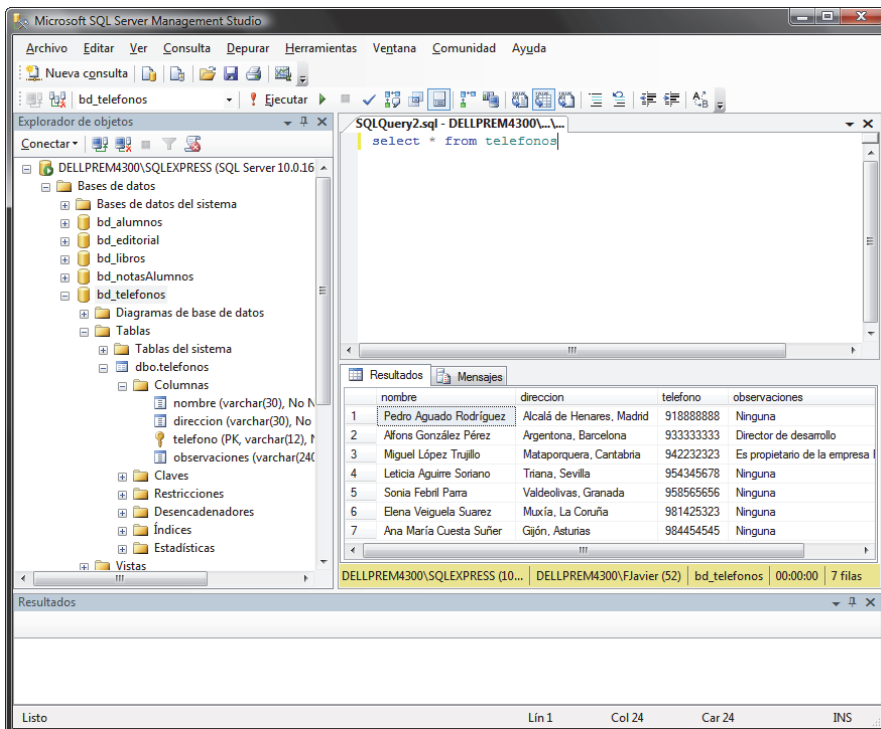 Microsoft SQL Server Management Studio
Archivo Editar Ver Consulta Depurar Herramientas Ventana Comunidad Ayuda
Nueva consulta
bd_telefonos Ejecutar
Explorador de objetos
Conectar
DELLPREM4300\SQLEXPRESS (SQL Server 10.0.16
Bases de datos
Bases de datos del sistema
bd_alumnos
bd_editorial
bd_libros
bd_notasAlumnos
bd_telefonos
Diagramas de base de datos
Tablas
Tablas del sistema
dbo.telefonos
Columnas
nombre (varchar(30), No N
direccion (varchar(30), No
telefono (PK, varchar(12), N
observaciones (varchar(240
Claves
Restricciones
Desencadenadores
Índices
Estadísticas
Vistas
SQLQuery2.sql - DELLPREM4300\...\...
select * from telefonos
Resultados Mensajes
nombre direccion telefono observaciones
1 Pedro Aguado Rodríguez Alcalá de Henares, Madrid 918888888 Ninguna
2 Alfons González Pérez Argentona, Barcelona 933333333 Director de desarrollo
3 Miguel López Trujillo Mataporquera, Cantabria 942232323 Es propietario de la empresa
4 Leticia Aguirre Soriano Triana, Sevilla 954345678 Ninguna
5 Sonia Febril Parra Valdeolivas, Granada 958565656 Ninguna
6 Elena Veiguela Suarez Muxía, La Coruña 981425323 Ninguna
7 Ana María Cuesta Suñer Gijón, Asturias 984454545 Ninguna
DELLPREM4300\SQLEXPRESS (10... DELLPREM4300\FJavier (52) bd_telefonos 00:00:00 7 filas
Resultados
Listo Lín 1 Col 24 Car 24 INS